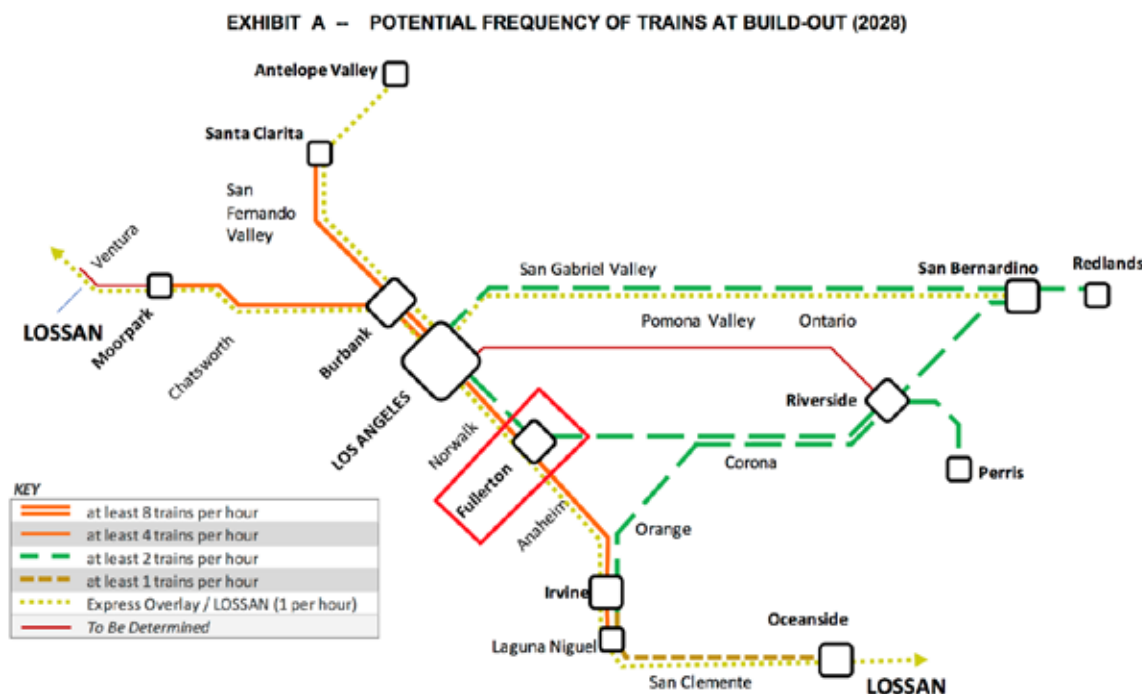 EXHIBIT A -- POTENTIAL FREQUENCY OF TRAINS AT BUILD-OUT (2028)
Antelope Valley
Santa Clarita
San
Fernando
Valley
Ventura
LOSSAN
Moorpark
Chatsworth
Burbank
LOS ANGELES
San Gabriel Valley
San Bernardino
Redlands
Pomona Valley
Ontario
Riverside
Norwalk
Fullerton
Anaheim
Corona
Perris
Orange
Irvine
Laguna Niguel
Oceanside
San Clemente
LOSSAN
KEY
at least 8 trains per hour
at least 4 trains per hour
at least 2 trains per hour
at least 1 trains per hour
Express Overlay / LOSSAN (1 per hour)
To Be Determined